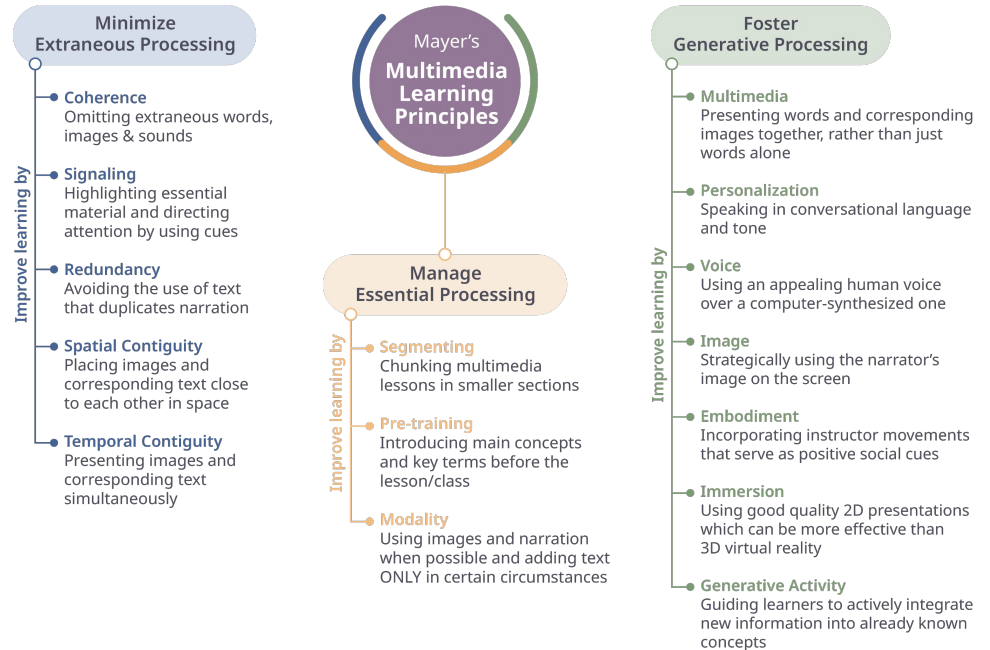 Mayer's
Multimedia
Learning
Principles
Minimize
Extraneous Processing
Improve learning by
Coherence
Omitting extraneous words,
images & sounds
Signaling
Highlighting essential
material and directing
attention by using cues
Redundancy
Avoiding the use of text
that duplicates narration
Spatial Contiguity
Placing images and
corresponding text close
to each other in space
Temporal Contiguity
Presenting images and
corresponding text
simultaneously
Manage
Essential Processing
Improve learning by
Segmenting
Chunking multimedia
lessons in smaller sections
Pre-training
Introducing main concepts
and key terms before the
lesson/class
Modality
Using images and narration
when possible and adding text
ONLY in certain circumstances
Foster
Generative Processing
Improve learning by
Multimedia
Presenting words and corresponding
images together, rather than just
words alone
Personalization
Speaking in conversational language
and tone
Voice
Using an appealing human voice
over a computer-synthesized one
Image
Strategically using the narrator's
image on the screen
Embodiment
Incorporating instructor movements
that serve as positive social cues
Immersion
Using good quality 2D presentations
which can be more effective than
3D virtual reality
Generative Activity
Guiding learners to actively integrate
new information into already known
concepts